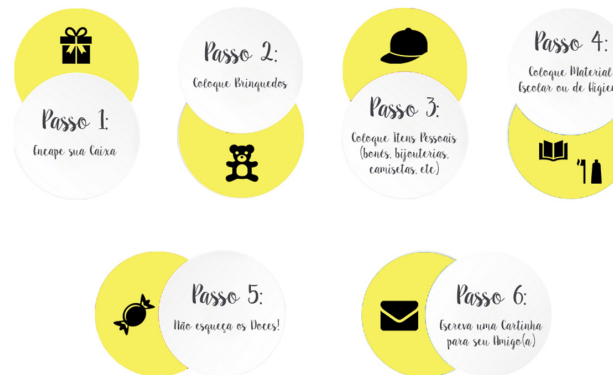 Passo 1:
Encape sua Caixa
Passo 2:
Coloque Brinquedos
Passo 3:
Coloque Itens Pessoais
(bonés, bijouterias,
camisetas, etc)
Passo 4:
Coloque Material
Escolar ou de Higien
Passo 5:
Não esqueça os Doces!
Passo 6:
Escreva uma Cartinha
para seu Amigo(a)